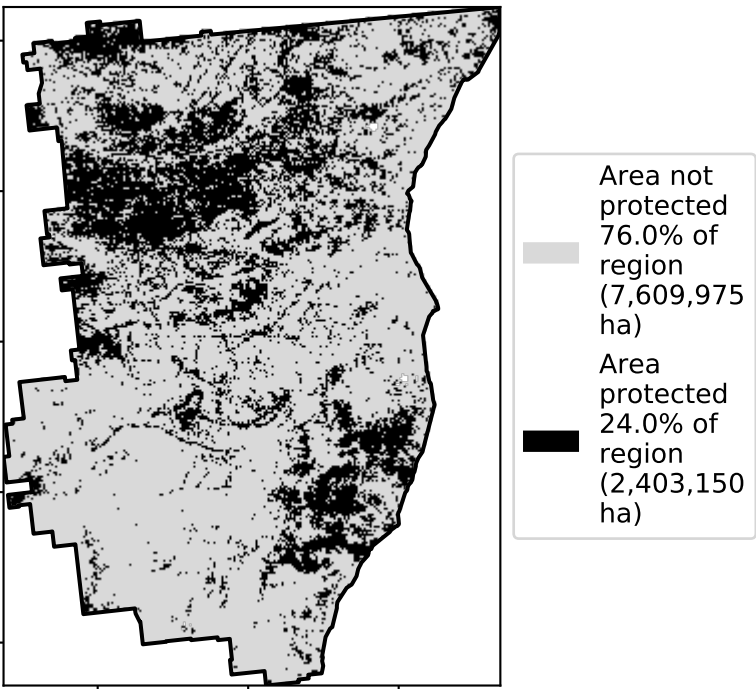 Area not
protected
76.0% of
region
(7,609,975
ha)
Area
protected
24.0% of
region
(2,403,150
ha)